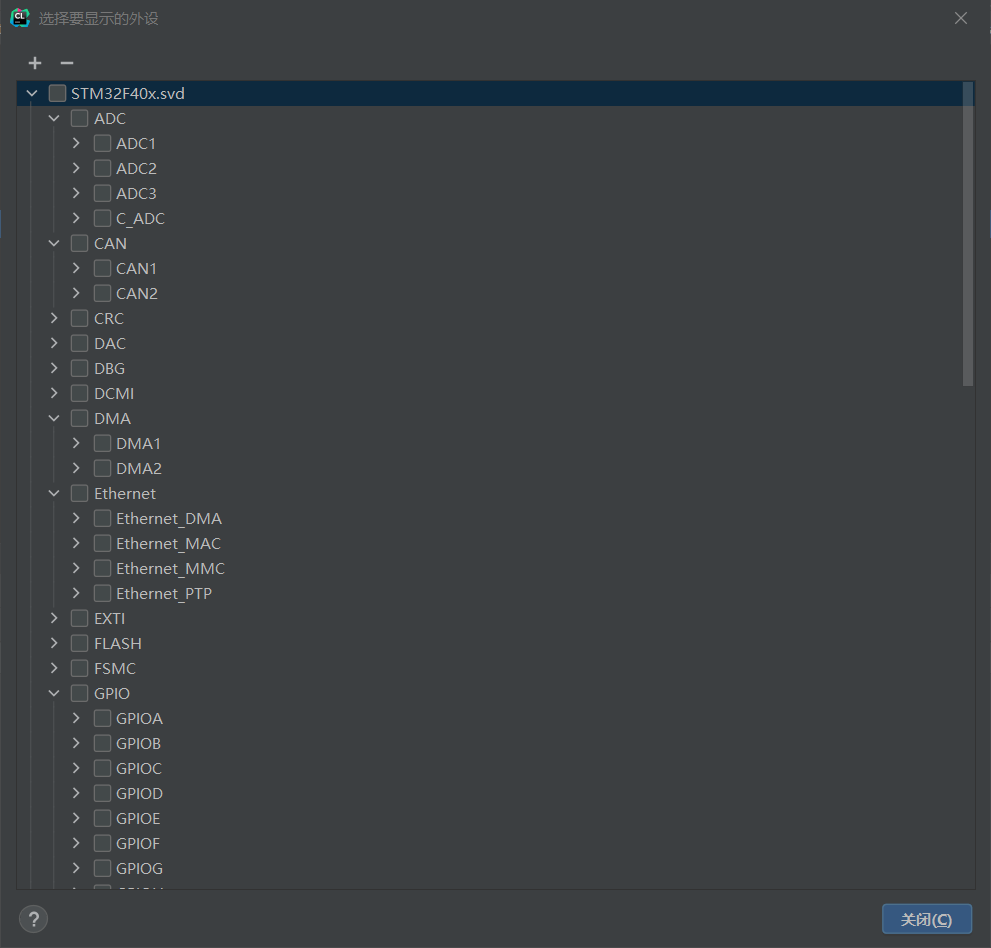 CL
选择要显示的外设
STM32F40x.svd
ADC
ADC1
ADC2
ADC3
C_ADC
CAN
CAN1
CAN2
CRC
DAC
DBG
DCMI
DMA
DMA1
DMA2
Ethernet
Ethernet_DMA
Ethernet_MAC
Ethernet_MMC
Ethernet_PTP
EXTI
FLASH
FSMC
GPIO
GPIOA
GPIOB
GPIOC
GPIOD
GPIOE
GPIOF
GPIOG
?
关闭(C)